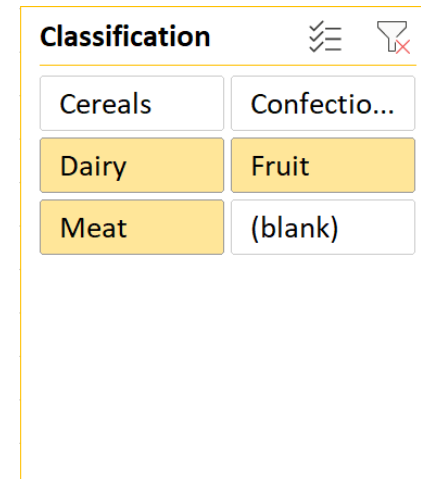 Classification
Cereals
Confectio...
Dairy
Fruit
Meat
(blank)